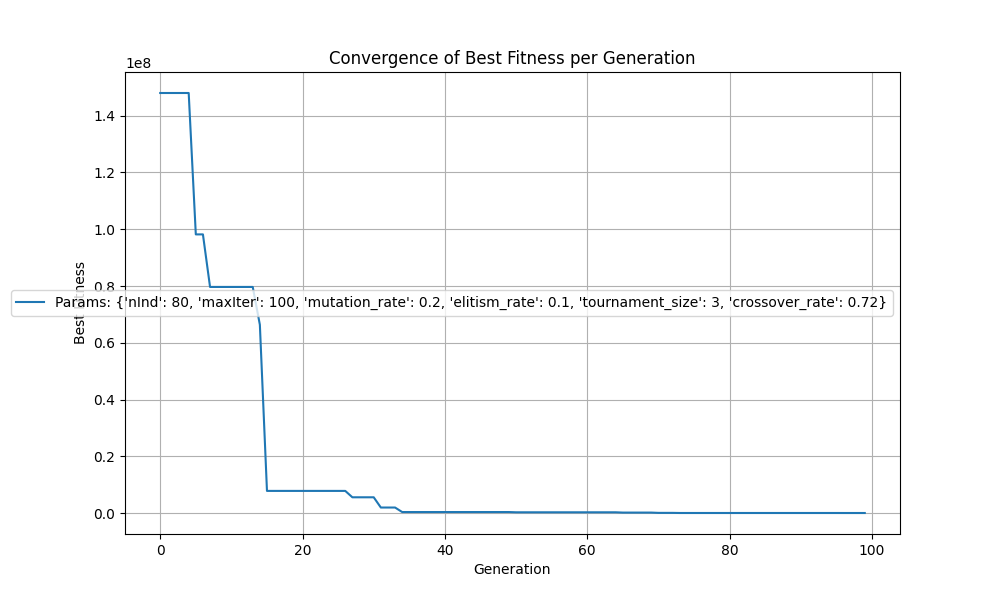 Convergence of Best Fitness per Generation
1e8
1.4
1.2
1.0
0.8
0.6
0.4
0.2
0.0
Best Fitness
Params: {'nInd': 80, 'maxIter': 100, 'mutation_rate': 0.2, 'elitism_rate': 0.1, 'tournament_size': 3, 'crossover_rate': 0.72}
0 20 40 60 80 100
Generation